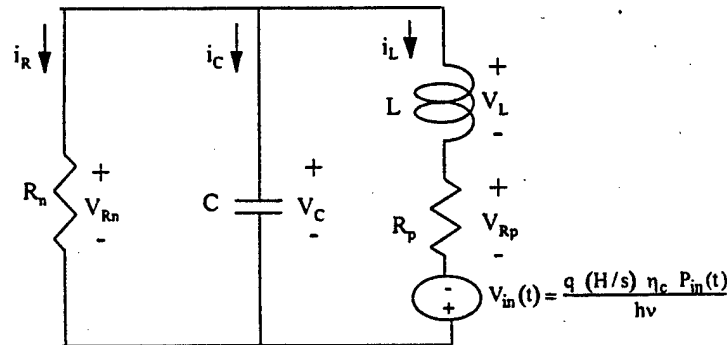 i_R
i_C
i_L
+
L
V_L
-
R_n
+
V_Rn
-
C
+
V_C
-
R_p
+
V_Rp
-
-
+
V_in(t) = q (H/s) η_c P_in(t) / hν